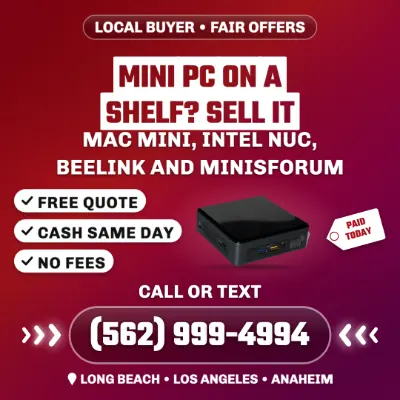 LOCAL BUYER • FAIR OFFERS
MINI PC ON A
SHELF? SELL IT
MAC MINI, INTEL NUC,
BEELINK AND MINISFORUM
FREE QUOTE
CASH SAME DAY
NO FEES
PAID
TODAY
CALL OR TEXT
(562) 999-4994
LONG BEACH • LOS ANGELES • ANAHEIM